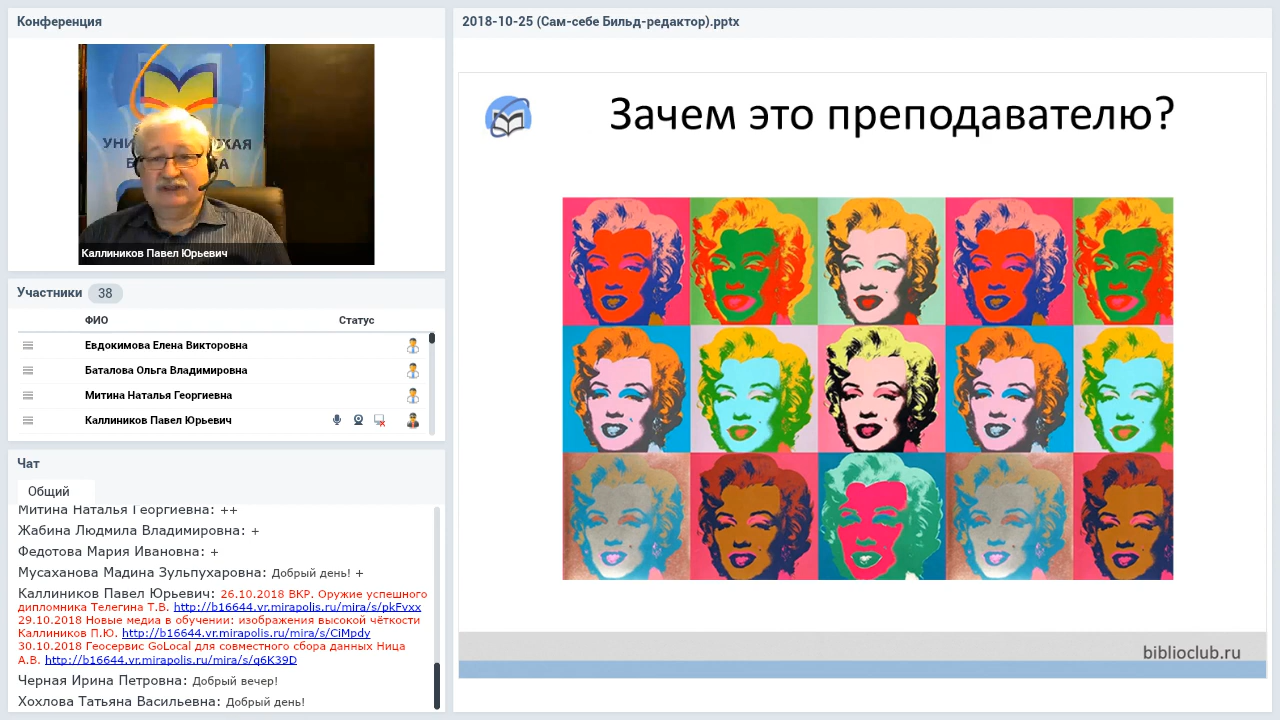 Конференция
УНИ
СКАЯ
Каллиников Павел Юрьевич
Участники 38
ФИО Статус
Евдокимова Елена Викторовна
Баталова Ольга Владимировна
Митина Наталья Георгиевна
Каллиников Павел Юрьевич
Чат
Общий
Митина Наталья Георгиевна: ++
Жабина Людмила Владимировна: +
Федотова Мария Ивановна: +
Мусаханова Мадина Зульпухаровна: Добрый день! +
Каллиников Павел Юрьевич: 26.10.2018 ВКР. Оружие успешного
дипломника Телегина Т.В. http://b16644.vr.mirapolis.ru/mira/s/pkFvxx
29.10.2018 Новые медиа в обучении: изображения высокой чёткости
Каллиников П.Ю. http://b16644.vr.mirapolis.ru/mira/s/CiMpdy
30.10.2018 Геосервис GoLocal для совместного сбора данных Ница
А.В. http://b16644.vr.mirapolis.ru/mira/s/q6K39D
Черная Ирина Петровна: Добрый вечер!
Хохлова Татьяна Васильевна: Добрый день!
2018-10-25 (Сам-себе Бильд-редактор).pptx
Зачем это преподавателю?
biblioclub.ru